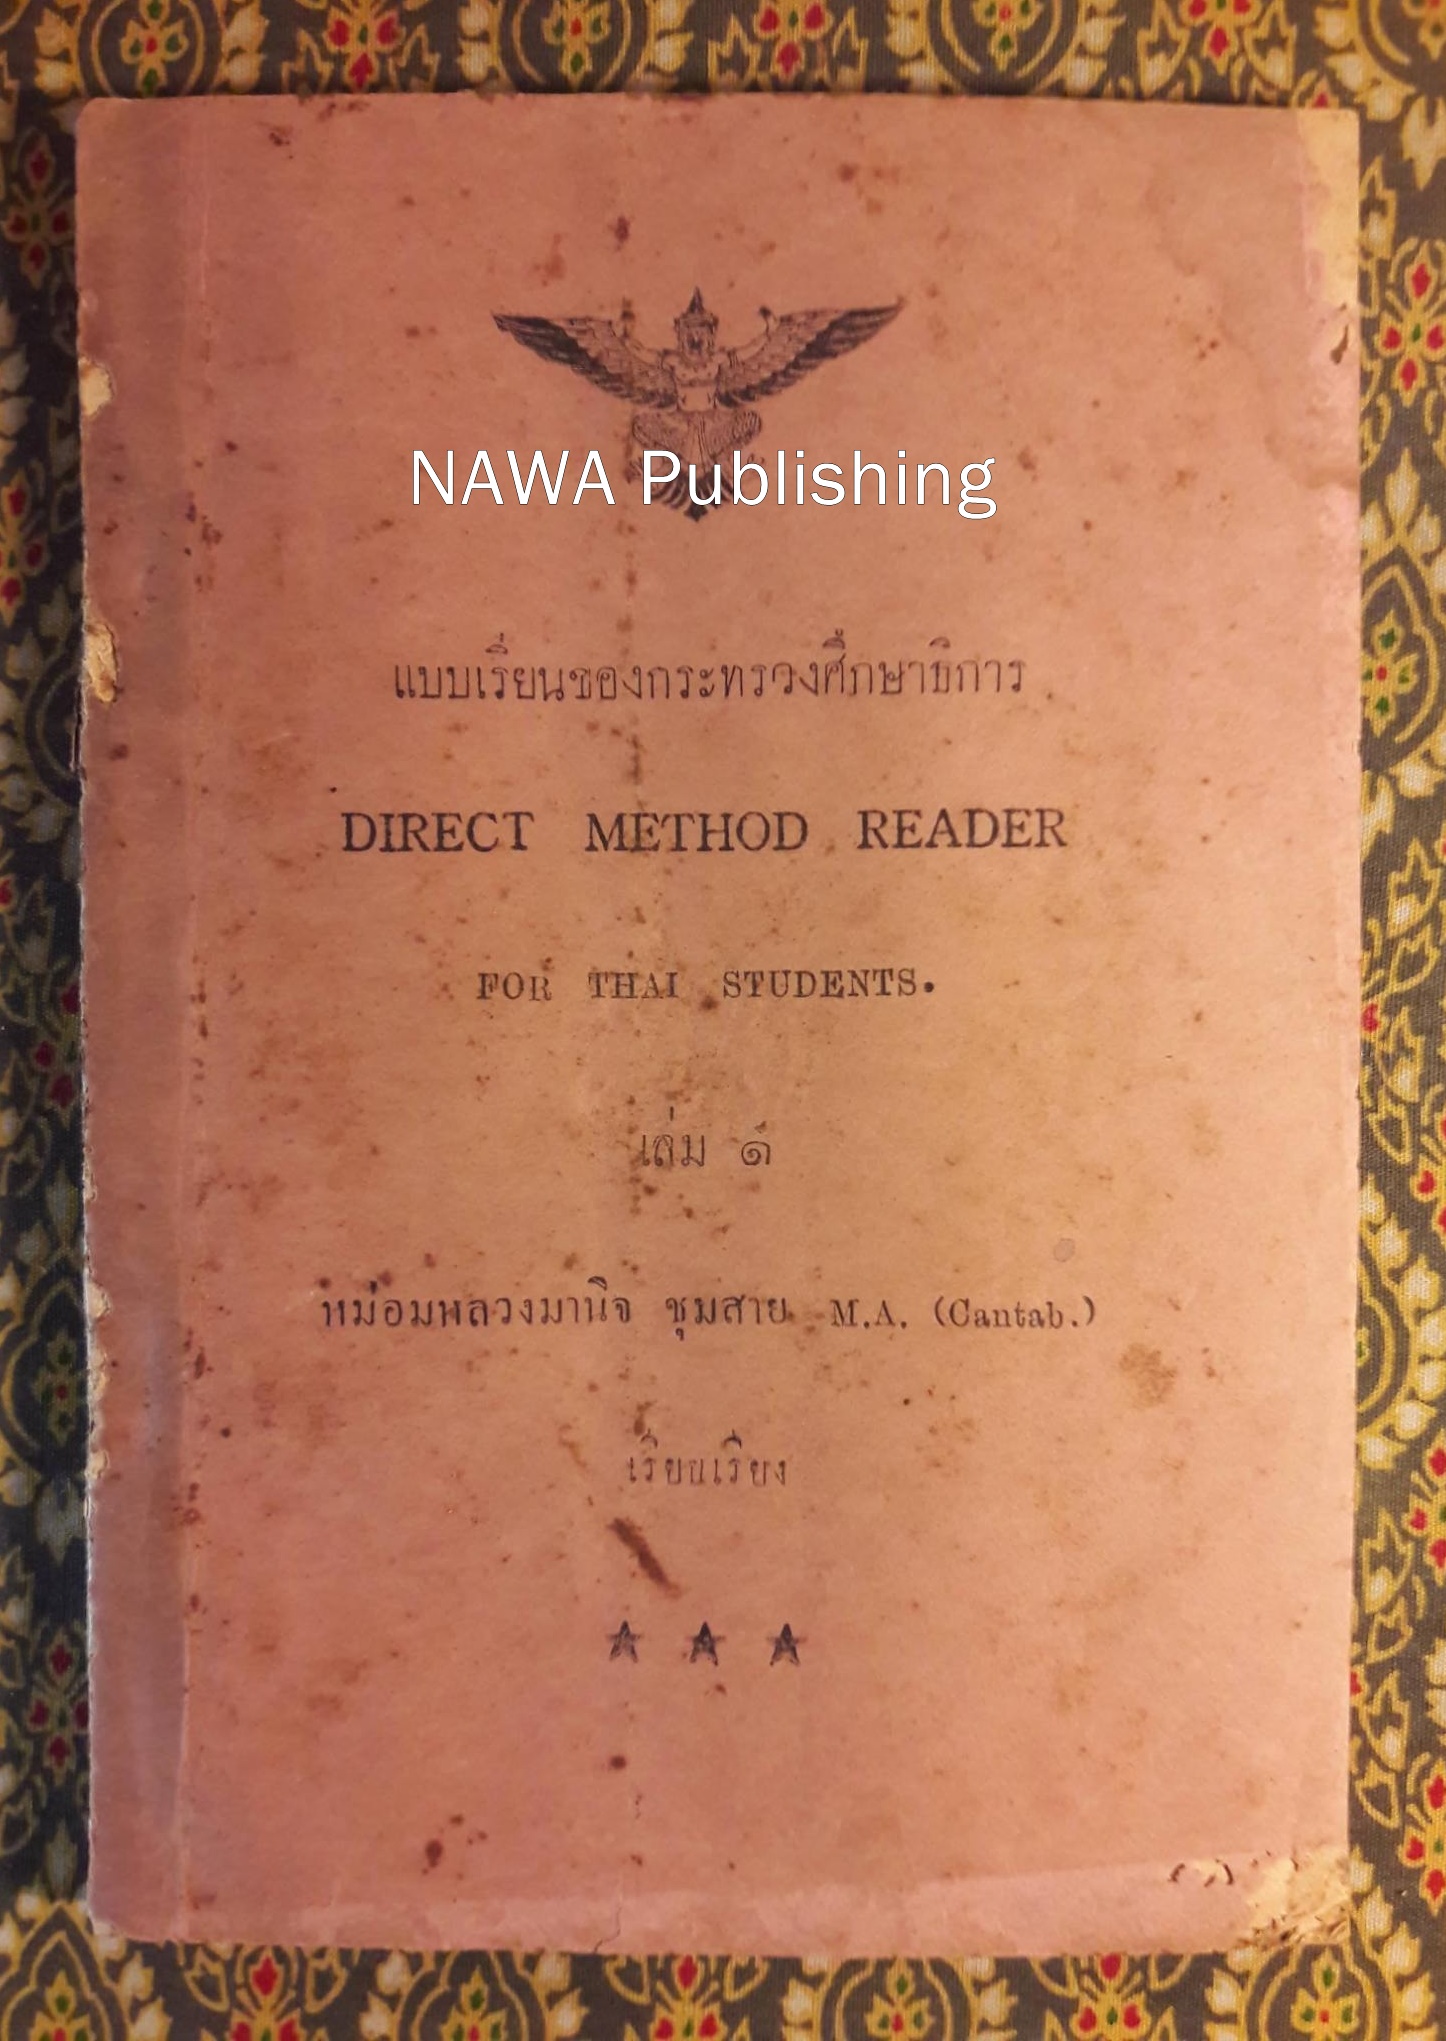 NAWA Publishing
แบบเรียนของกระทรวงศึกษาธิการ
DIRECT METHOD READER
FOR THAI STUDENTS.
เล่ม ๑
หม่อมหลวงมานิจ ชุมสาย M.A. (Cantab.)
เรียบเรียง